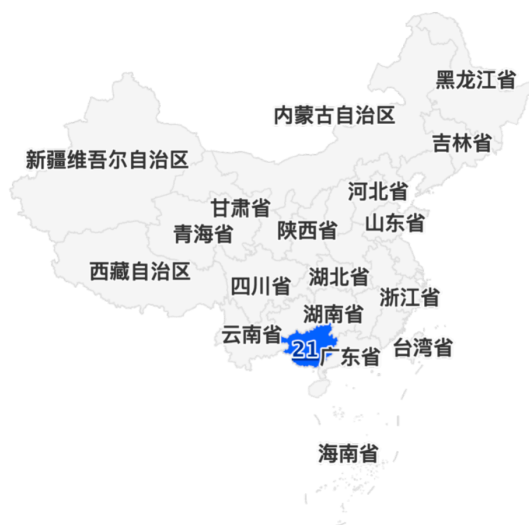 黑龙江省
内蒙古自治区
吉林省
新疆维吾尔自治区
河北省
甘肃省
山东省
青海省
陕西省
西藏自治区
湖北省
四川省
浙江省
湖南省
云南省
台湾省
21
广东省
海南省